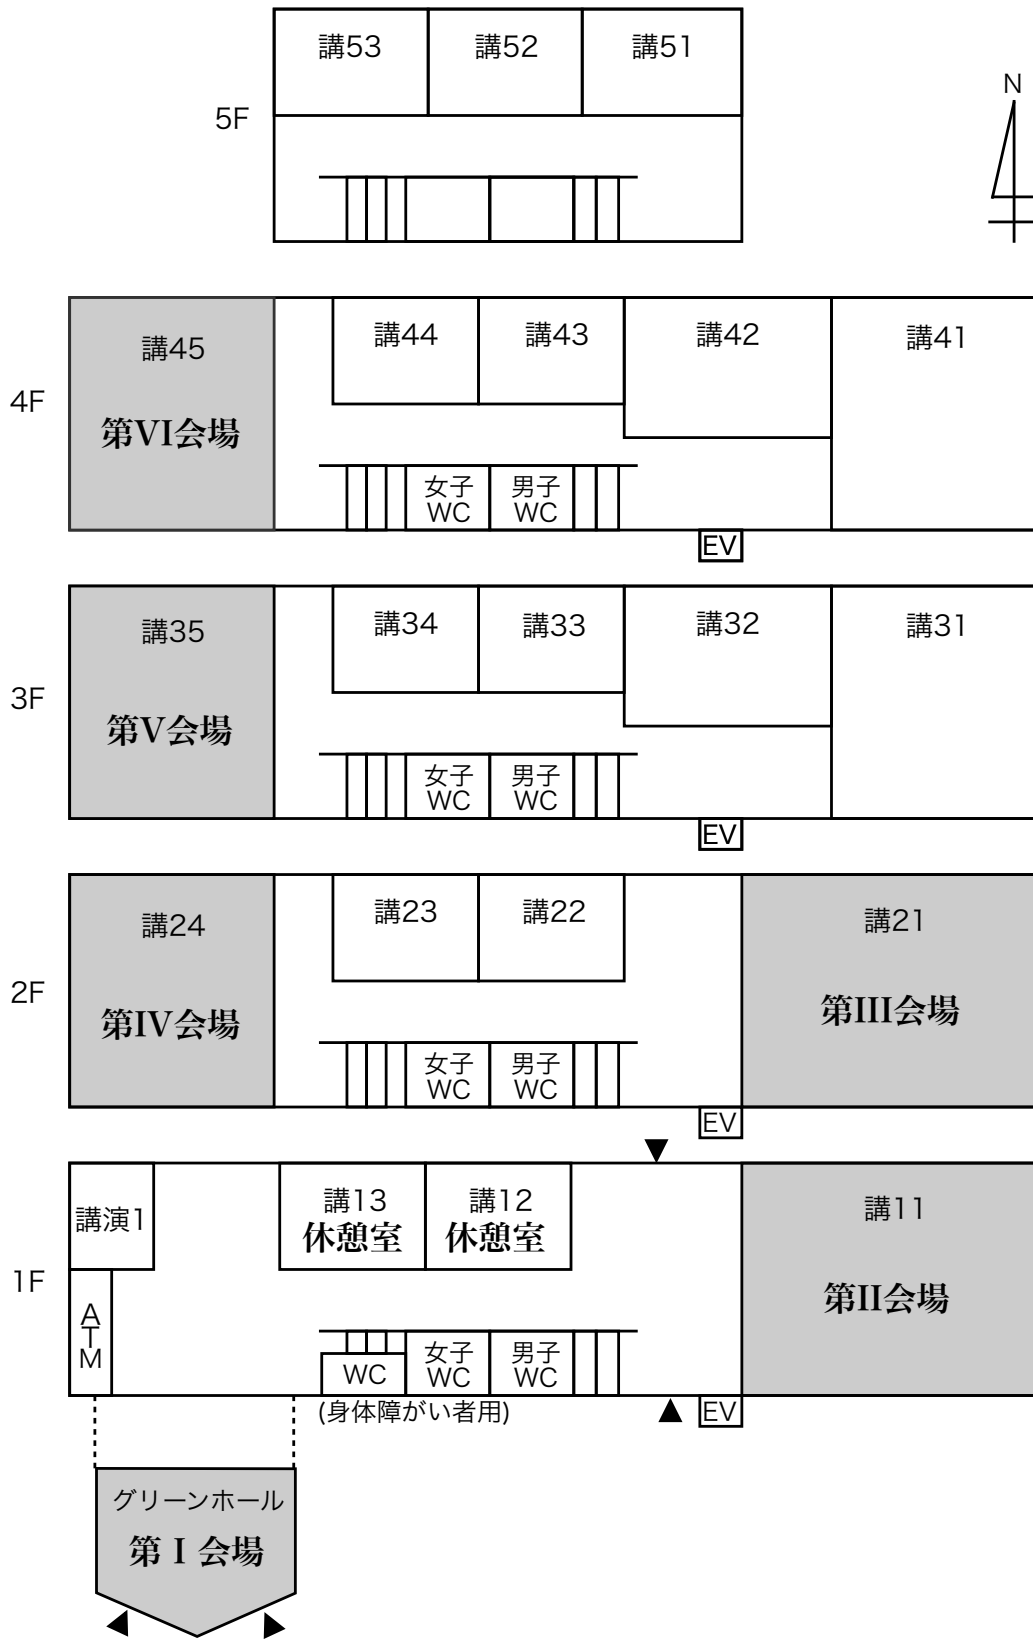 講53
講52
講51
N
5F
講45
講44
講43
講42
講41
4F
第VI会場
女子
WC
男子
WC
EV
講35
講34
講33
講32
講31
3F
第V会場
女子
WC
男子
WC
EV
講24
講23
講22
講21
2F
第IV会場
第III会場
女子
WC
男子
WC
EV
講演1
講13
休憩室
講12
休憩室
講11
1F
第II会場
ATM
WC
女子
WC
男子
WC
(身体障がい者用)
EV
グリーンホール
第 I 会場